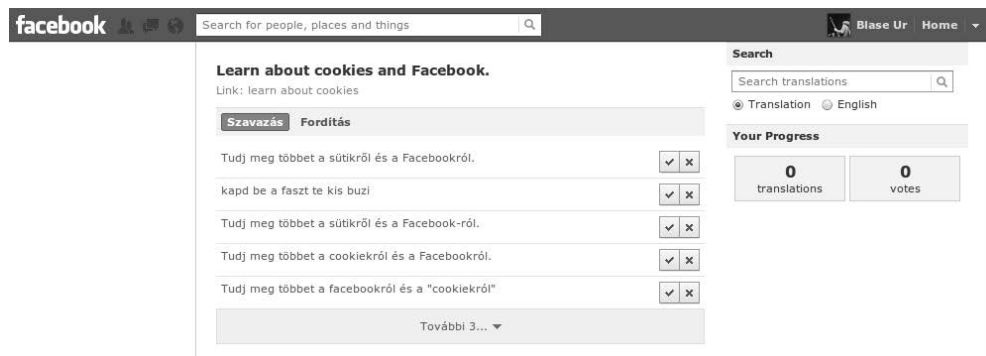 facebook
Search for people, places and things
Blase Ur
Home
Learn about cookies and Facebook.
Link: learn about cookies
Szavazás
Fordítás
Tudj meg többet a sütikről és a Facebookról.
kapd be a faszt te kis buzi
Tudj meg többet a sütikről és a Facebook-ról.
Tudj meg többet a cookiekról és a Facebookról.
Tudj meg többet a facebookról és a "cookiekról"
További 3...
Search
Search translations
Translation
English
Your Progress
0
translations
0
votes